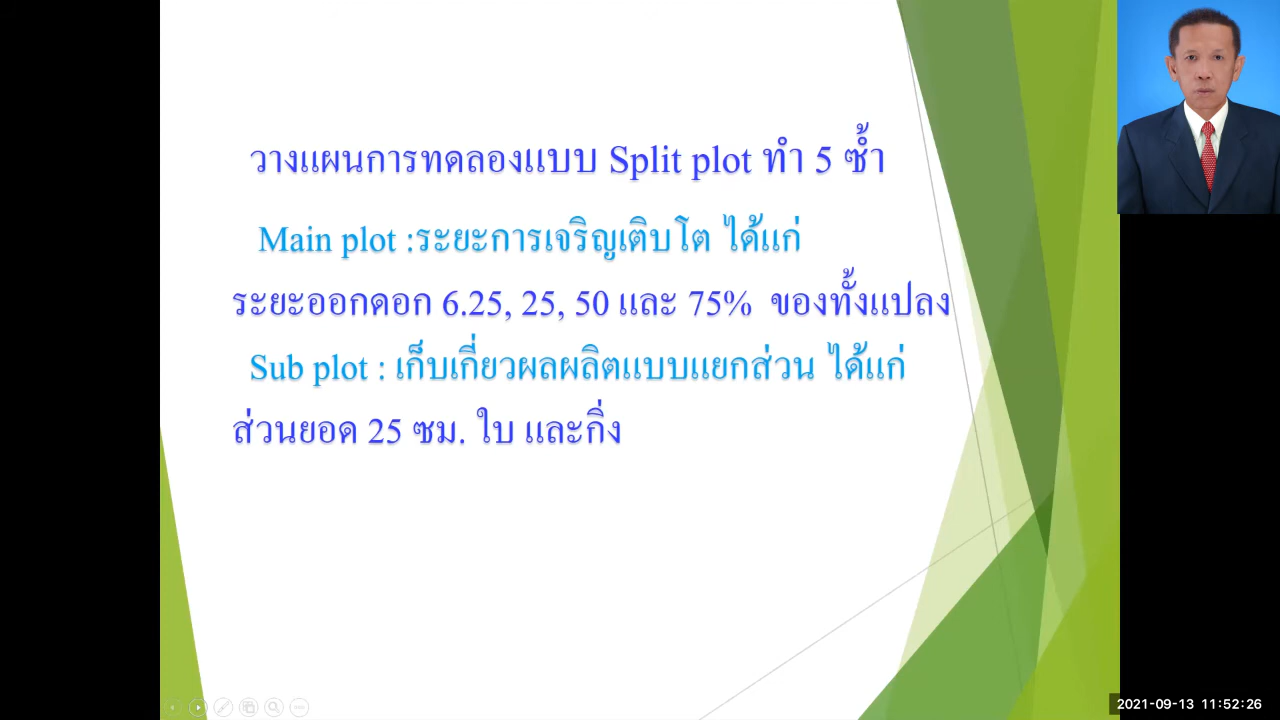 วางแผนการทดลองแบบ Split plot ทำ 5 ซ้ำ
Main plot :ระยะการเจริญเติบโต ได้แก่
ระยะออกดอก 6.25, 25, 50 และ 75% ของทั้งแปลง
Sub plot : เก็บเกี่ยวผลผลิตแบบแยกส่วน ได้แก่
ส่วนยอด 25 ซม. ใบ และกิ่ง
2021-09-13 11:52:26